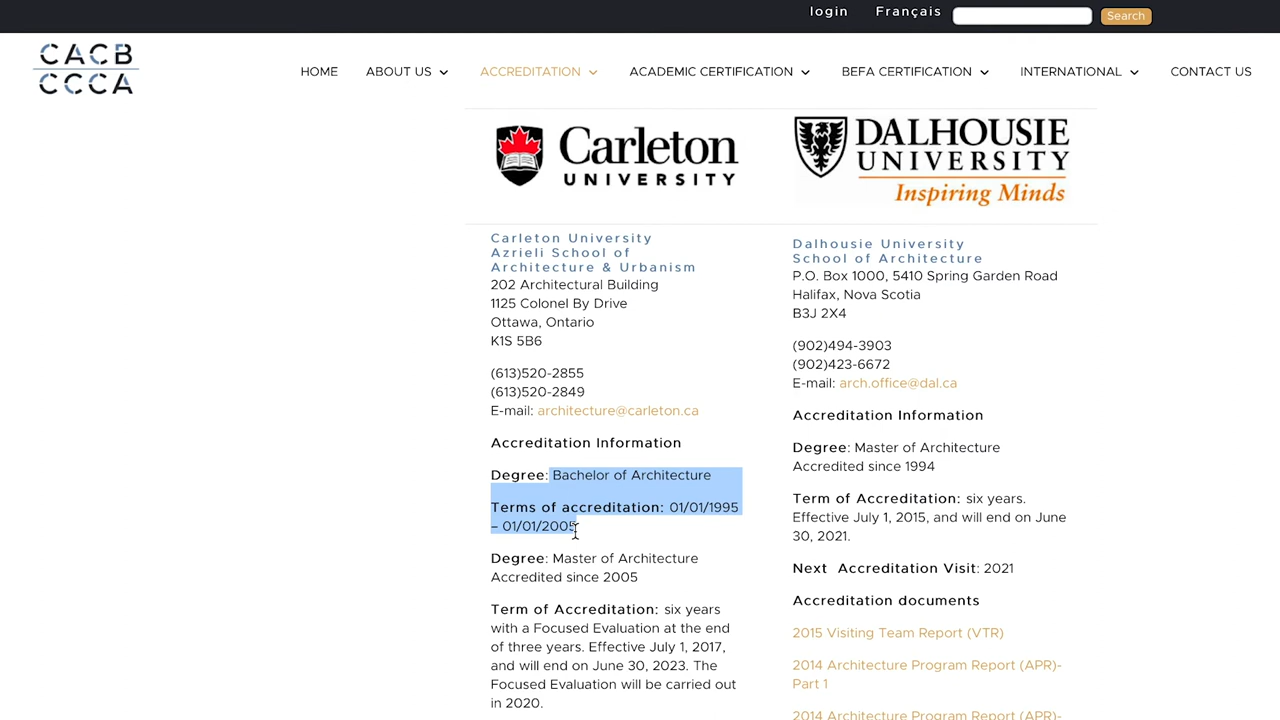 login Français Search
CACB
CCCA
HOME ABOUT US ACCREDITATION ACADEMIC CERTIFICATION BEFA CERTIFICATION INTERNATIONAL CONTACT US
Carleton
UNIVERSITY
DALHOUSIE
UNIVERSITY
Inspiring Minds
Carleton University
Azrieli School of
Architecture & Urbanism
202 Architectural Building
1125 Colonel By Drive
Ottawa, Ontario
K1S 5B6
(613)520-2855
(613)520-2849
E-mail: architecture@carleton.ca
Accreditation Information
Degree: Bachelor of Architecture
Terms of accreditation: 01/01/1995
– 01/01/2005
Degree: Master of Architecture
Accredited since 2005
Term of Accreditation: six years
with a Focused Evaluation at the end
of three years. Effective July 1, 2017,
and will end on June 30, 2023. The
Focused Evaluation will be carried out
in 2020.
Dalhousie University
School of Architecture
P.O. Box 1000, 5410 Spring Garden Road
Halifax, Nova Scotia
B3J 2X4
(902)494-3903
(902)423-6672
E-mail: arch.office@dal.ca
Accreditation Information
Degree: Master of Architecture
Accredited since 1994
Term of Accreditation: six years.
Effective July 1, 2015, and will end on June
30, 2021.
Next Accreditation Visit: 2021
Accreditation documents
2015 Visiting Team Report (VTR)
2014 Architecture Program Report (APR)-
Part 1
2014 Architecture Program Report (APR)-